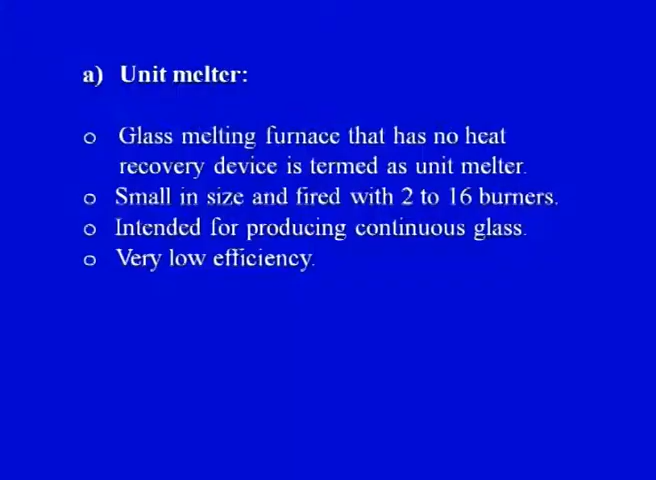 a) Unit melter:
o Glass melting furnace that has no heat
recovery device is termed as unit melter.
o Small in size and fired with 2 to 16 burners.
o Intended for producing continuous glass.
o Very low efficiency.